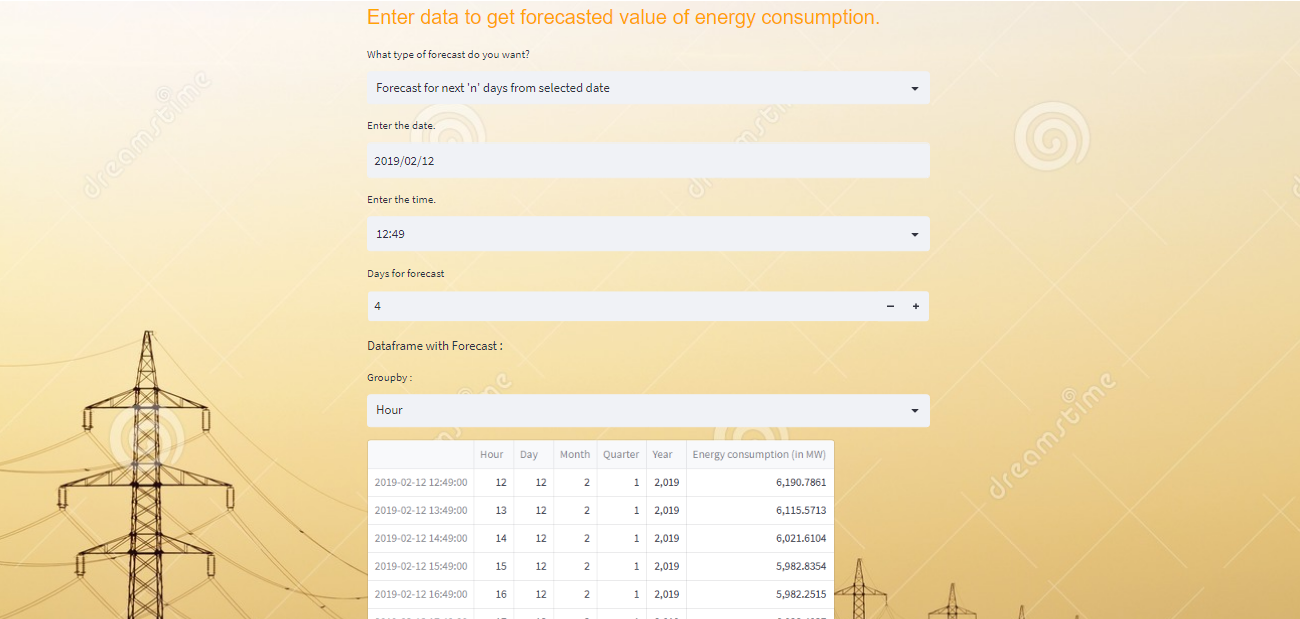 Enter data to get forecasted value of energy consumption.
What type of forecast do you want?
Forecast for next 'n' days from selected date
Enter the date.
2019/02/12
Enter the time.
12:49
Days for forecast
4
Dataframe with Forecast :
Groupby :
Hour
Hour Day Month Quarter Year Energy consumption (in MW)
2019-02-12 12:49:00 12 12 2 1 2,019 6,190.7861
2019-02-12 13:49:00 13 12 2 1 2,019 6,115.5713
2019-02-12 14:49:00 14 12 2 1 2,019 6,021.6104
2019-02-12 15:49:00 15 12 2 1 2,019 5,982.8354
2019-02-12 16:49:00 16 12 2 1 2,019 5,982.2515
dreamstime
dreamstime